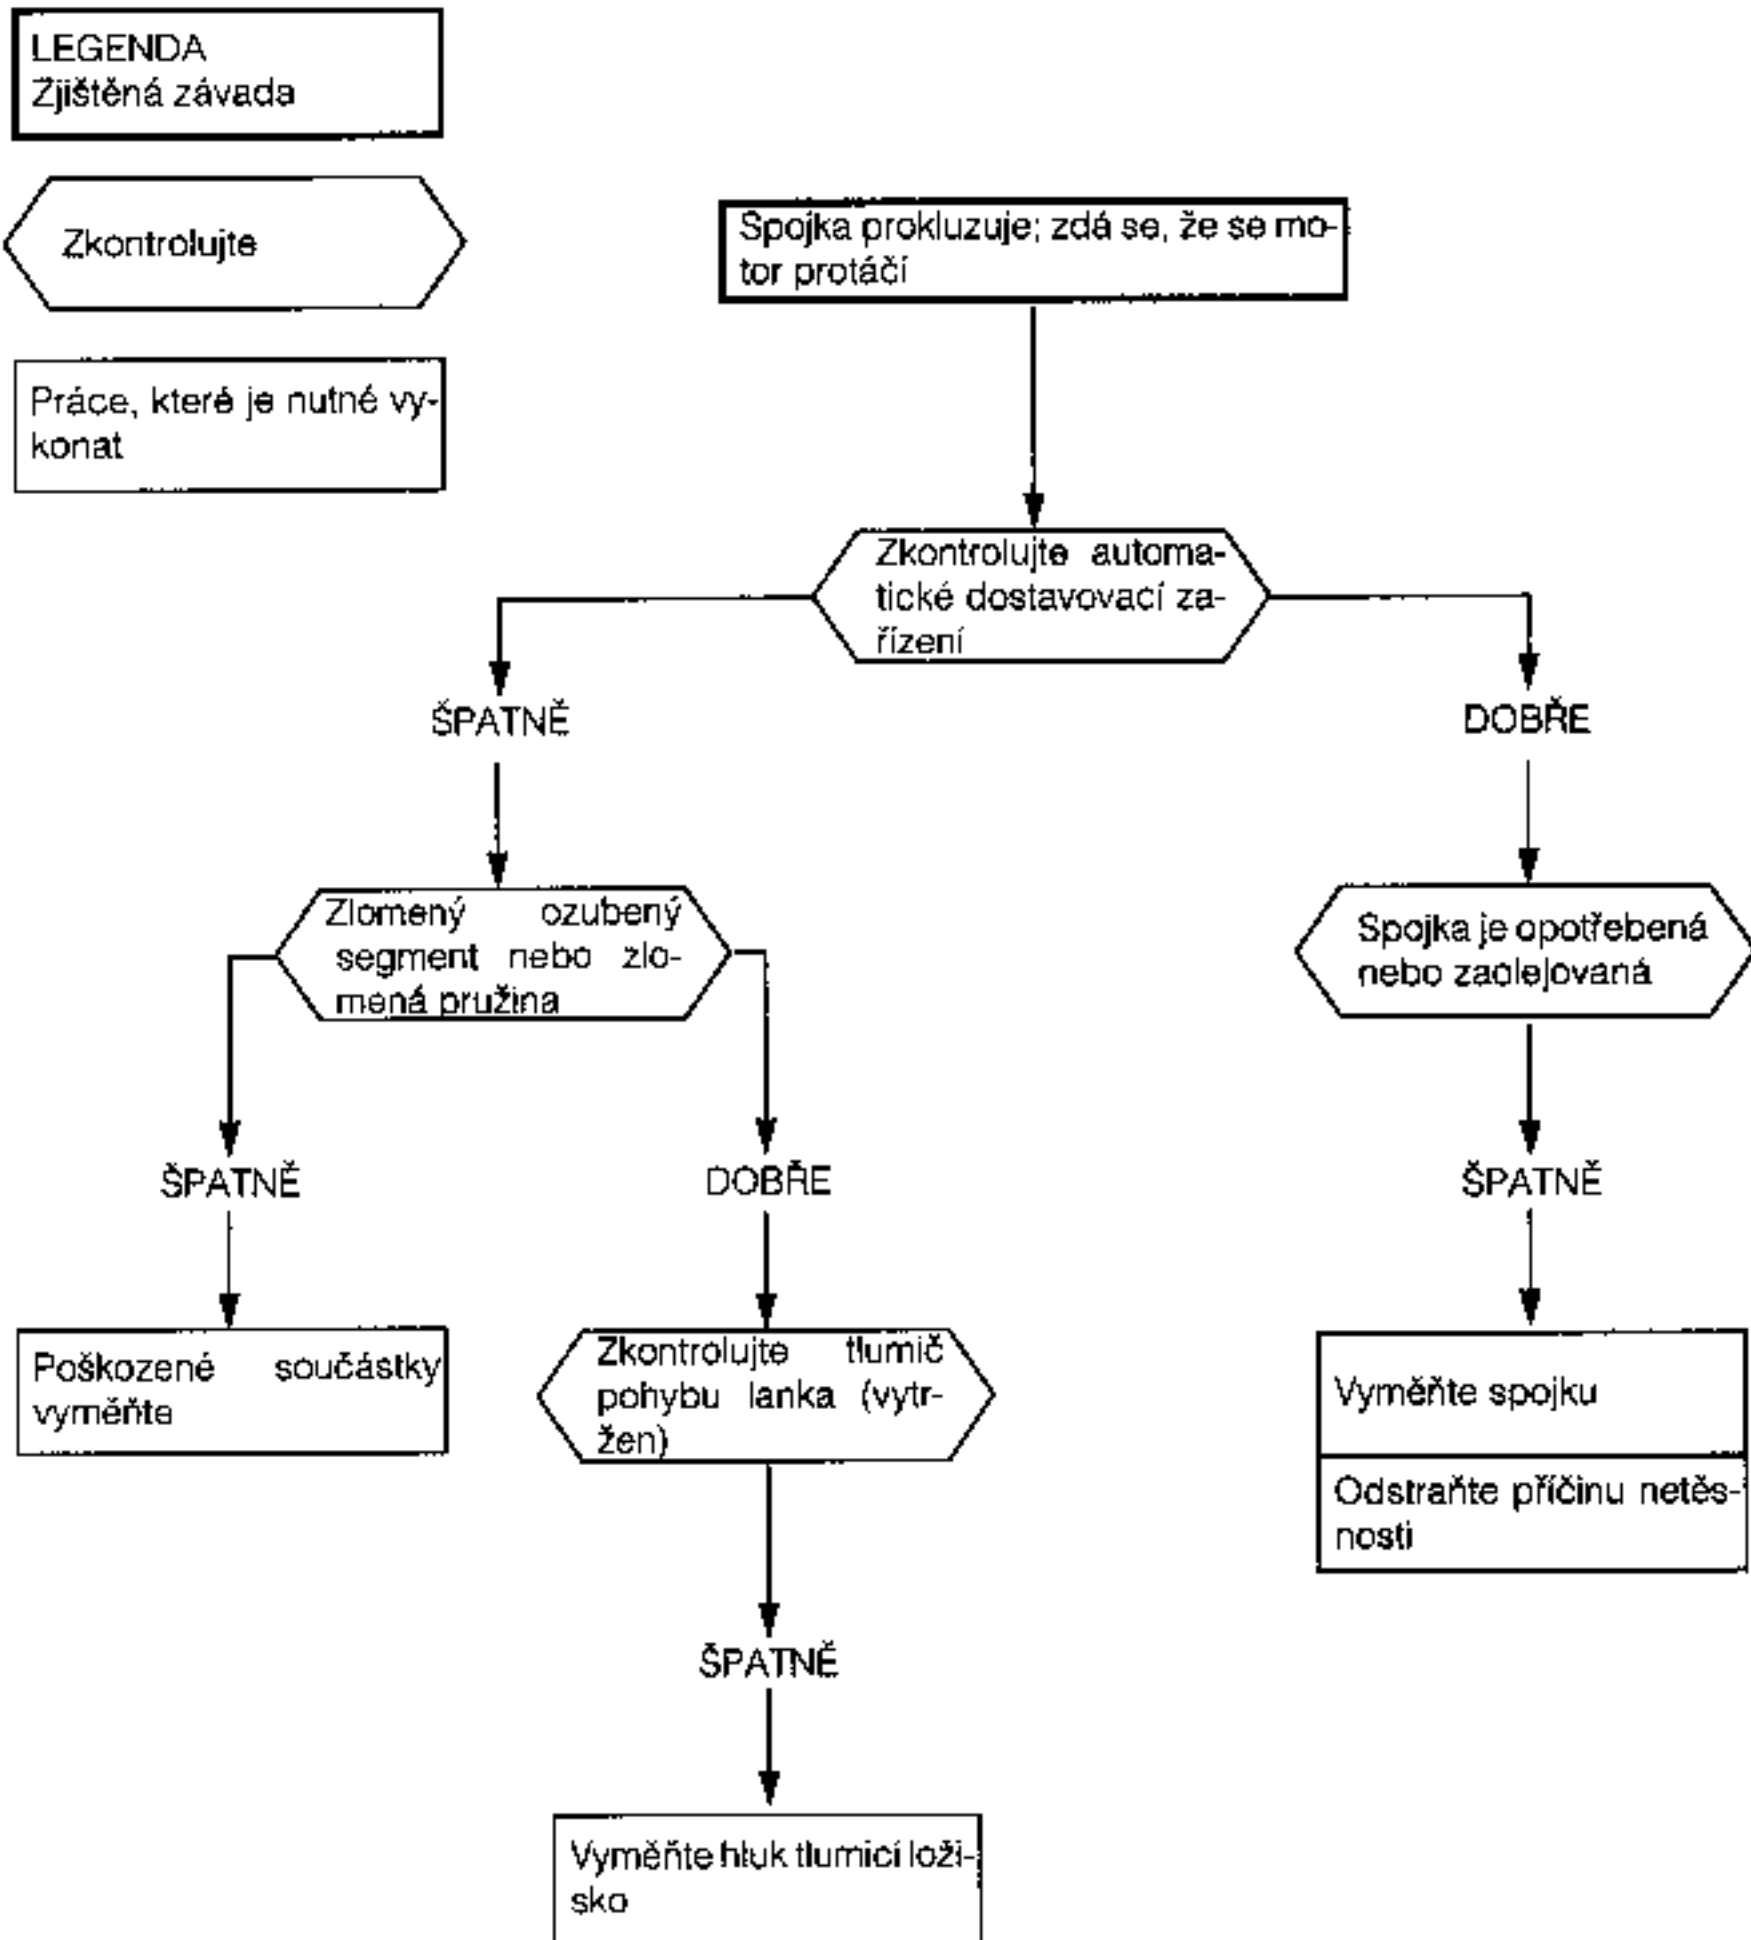 LEGENDA
Zjištěná závada
Zkontrolujte
Práce, které je nutné vy-
konat
Spojka prokluzuje; zdá se, že se mo-
tor protáčí
Zkontrolujte automa-
tické dostavovací za-
řízení
ŠPATNĚ
DOBŘE
Zlomený ozubený
segment nebo zlo-
mená pružina
Spojka je opotřebená
nebo zaolejovaná
ŠPATNĚ
DOBŘE
ŠPATNĚ
Poškozené součástky
vyměňte
Zkontrolujte tlumič
pohybu lanka (vytr-
žen)
Vyměňte spojku
Odstraňte příčinu netěs-
nosti
ŠPATNĚ
Vyměňte hluk tlumicí loži-
sko